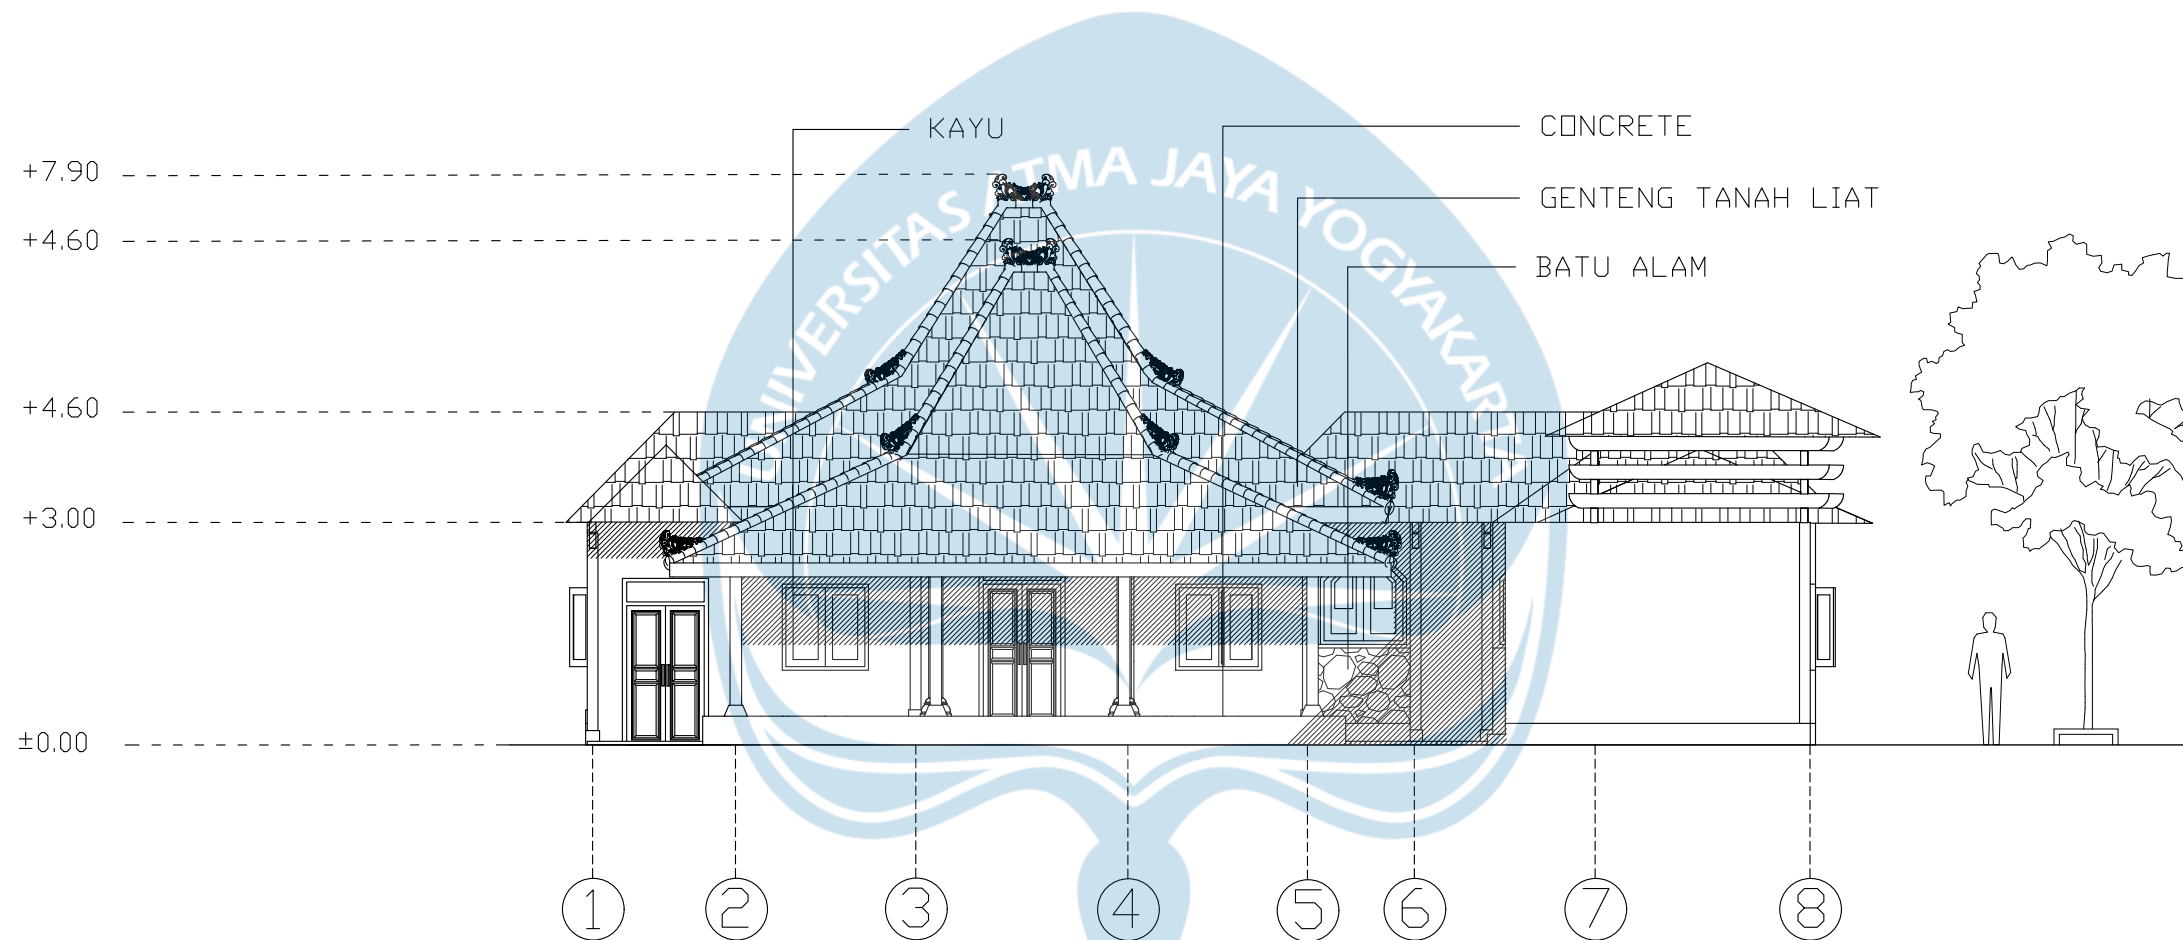 KAYU
CONCRETE
+7.90
UNIVERSITAS ATMA JAYA YOGYAKARTA
GENTENG TANAH LIAT
+4.60
BATU ALAM
+4.60
+3.00
±0.00
1 2 3 4 5 6 7 8